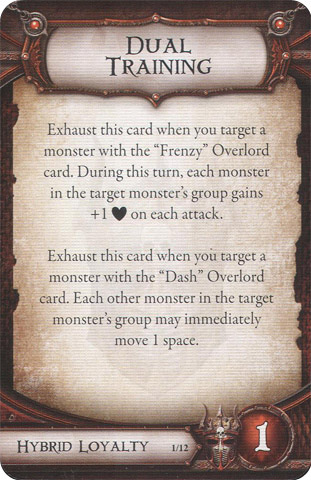 DUAL
TRAINING
Exhaust this card when you target a
monster with the “Frenzy” Overlord
card. During this turn, each monster
in the target monster’s group gains
+1 ♥ on each attack.
Exhaust this card when you target a
monster with the “Dash” Overlord
card. Each other monster in the target
monster’s group may immediately
move 1 space.
HYBRID LOYALTY 1/12 1